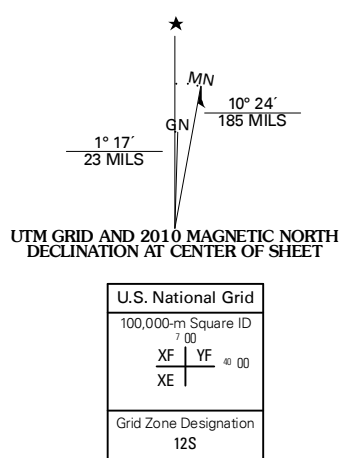 ★
MN
GN
10° 24´
185 MILS
1° 17´
23 MILS
UTM GRID AND 2010 MAGNETIC NORTH
DECLINATION AT CENTER OF SHEET
U.S. National Grid
100,000-m Square ID
7 00
XF YF 40 00
XE
Grid Zone Designation
12S